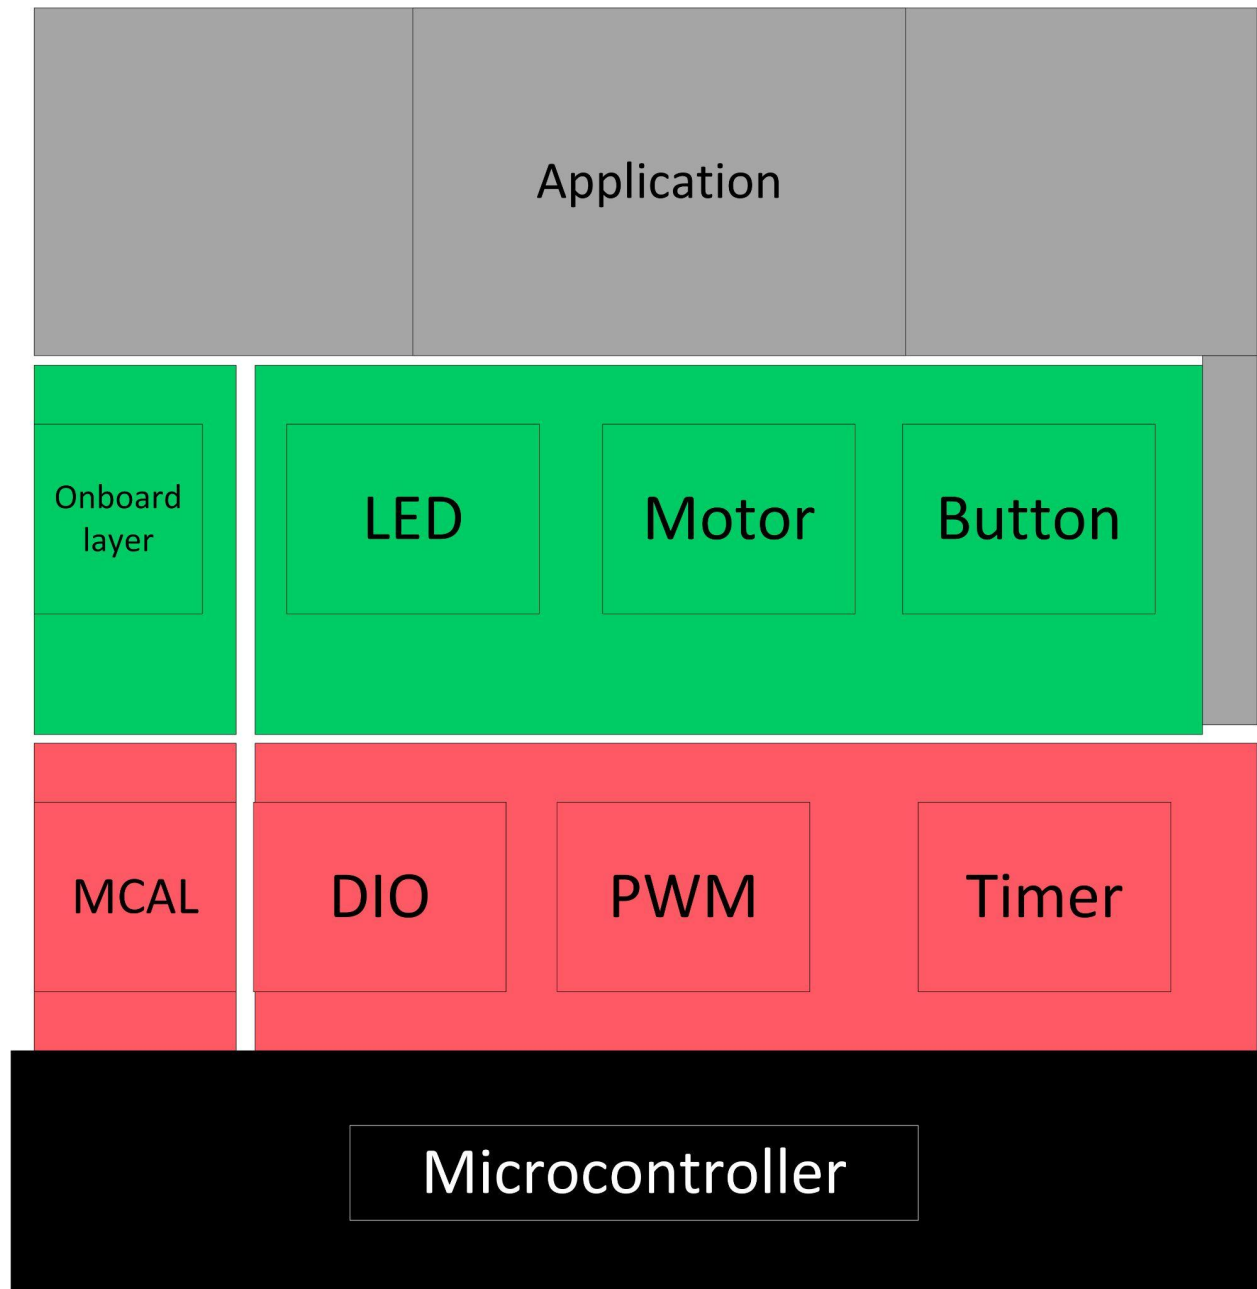 Application
Onboard
layer
LED
Motor
Button
MCAL
DIO
PWM
Timer
Microcontroller